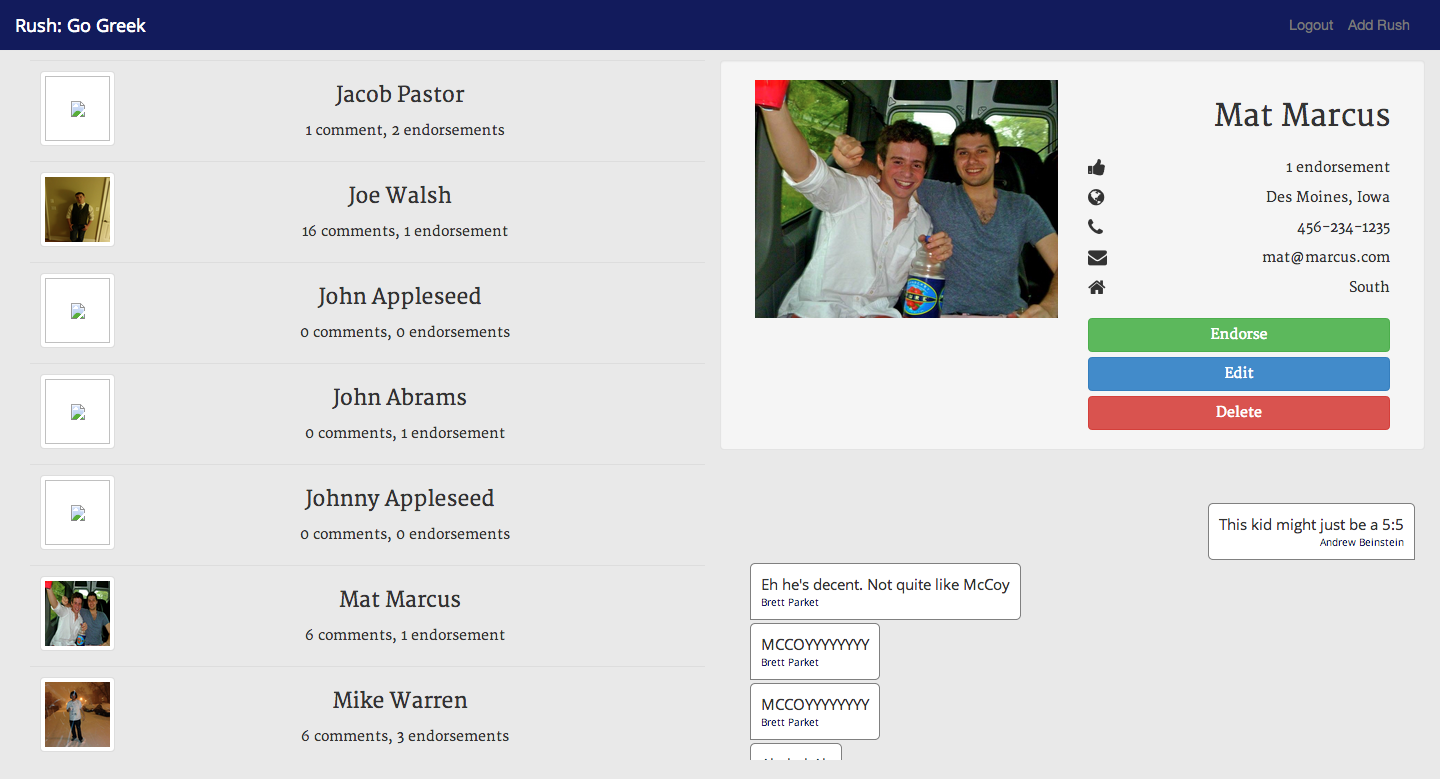 Rush: Go Greek
Logout Add Rush
Jacob Pastor
1 comment, 2 endorsements
Joe Walsh
16 comments, 1 endorsement
John Appleseed
0 comments, 0 endorsements
John Abrams
0 comments, 1 endorsement
Johnny Appleseed
0 comments, 0 endorsements
Mat Marcus
6 comments, 1 endorsement
Mike Warren
6 comments, 3 endorsements
Mat Marcus
1 endorsement
Des Moines, Iowa
456-234-1235
mat@marcus.com
South
Endorse
Edit
Delete
This kid might just be a 5:5
Andrew Beinstein
Eh he's decent. Not quite like McCoy
Brett Parket
MCCOYYYYYYYY
Brett Parket
MCCOYYYYYYYY
Brett Parket